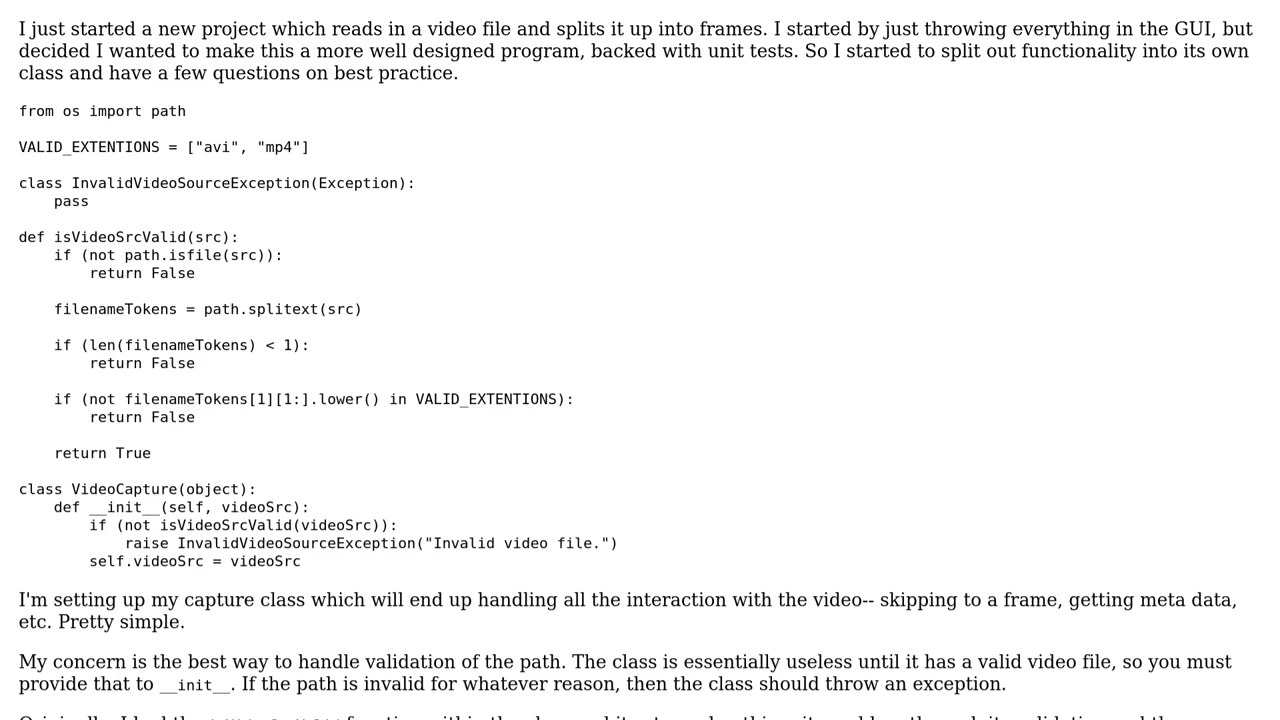 I just started a new project which reads in a video file and splits it up into frames. I started by just throwing everything in the GUI, but
decided I wanted to make this a more well designed program, backed with unit tests. So I started to split out functionality into its own
class and have a few questions on best practice.
from os import path
VALID_EXTENTIONS = ["avi", "mp4"]
class InvalidVideoSourceException(Exception):
    pass
def isVideoSrcValid(src):
    if (not path.isfile(src)):
        return False
    filenameTokens = path.splitext(src)
    if (len(filenameTokens) < 1):
        return False
    if (not filenameTokens[1][1:].lower() in VALID_EXTENTIONS):
        return False
    return True
class VideoCapture(object):
    def __init__(self, videoSrc):
        if (not isVideoSrcValid(videoSrc)):
            raise InvalidVideoSourceException("Invalid video file.")
        self.videoSrc = videoSrc
I'm setting up my capture class which will end up handling all the interaction with the video-- skipping to a frame, getting meta data,
etc. Pretty simple.
My concern is the best way to handle validation of the path. The class is essentially useless until it has a valid video file, so you must
provide that to __init__. If the path is invalid for whatever reason, then the class should throw an exception.